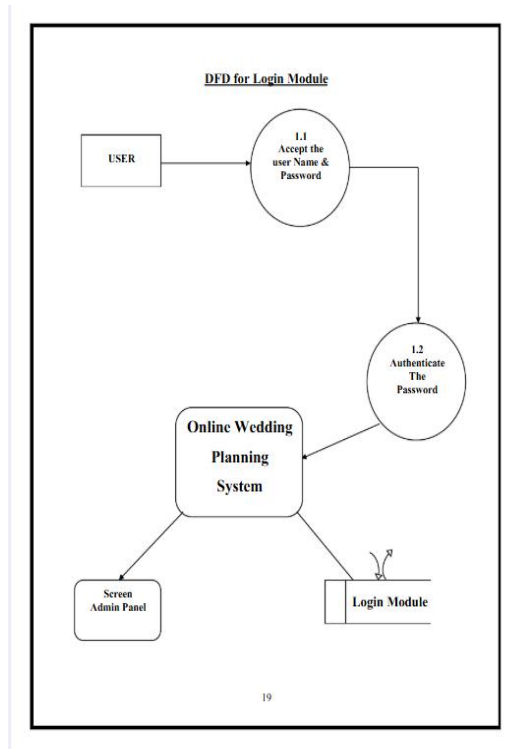 DFD for Login Module
USER
1.1
Accept the
user Name &
Password
1.2
Authenticate
The
Password
Online Wedding
Planning
System
Screen
Admin Panel
Login Module
19